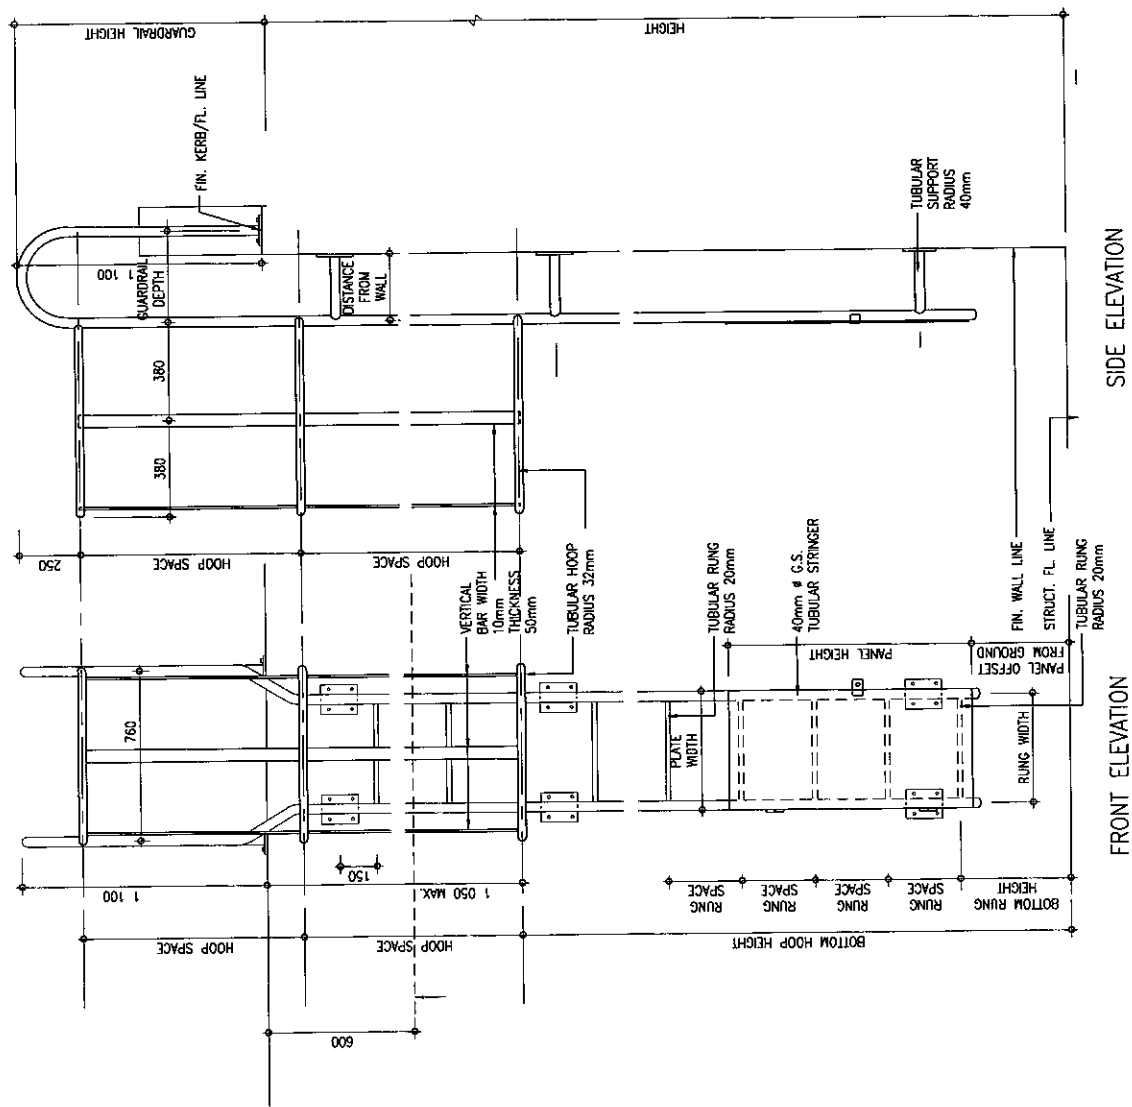 GUARDRAIL HEIGHT
HEIGHT
FIN. KERB/FL. LINE
1 100
GUARDRAIL
DEPTH
DISTANCE
FROM
WALL
TUBULAR
SUPPORT
RADIUS
40mm
380
380
250
HOOP SPACE
HOOP SPACE
VERTICAL
BAR WIDTH
10mm
THICKNESS
50mm
TUBULAR HOOP
RADIUS 32mm
TUBULAR RUNG
RADIUS 20mm
40mm ø G.S.
TUBULAR STRINGER
FIN. WALL LINE
STRUCT. FL. LINE
TUBULAR RUNG
RADIUS 20mm
SIDE ELEVATION
PANEL HEIGHT
PANEL OFFSET
FROM GROUND
760
PLATE
WIDTH
RUNG WIDTH
1 100
150
1 050 MAX.
RUNG
SPACE
RUNG
SPACE
RUNG
SPACE
RUNG
SPACE
BOTTOM RUNG
HEIGHT
HOOP SPACE
HOOP SPACE
BOTTOM HOOP HEIGHT
600
FRONT ELEVATION